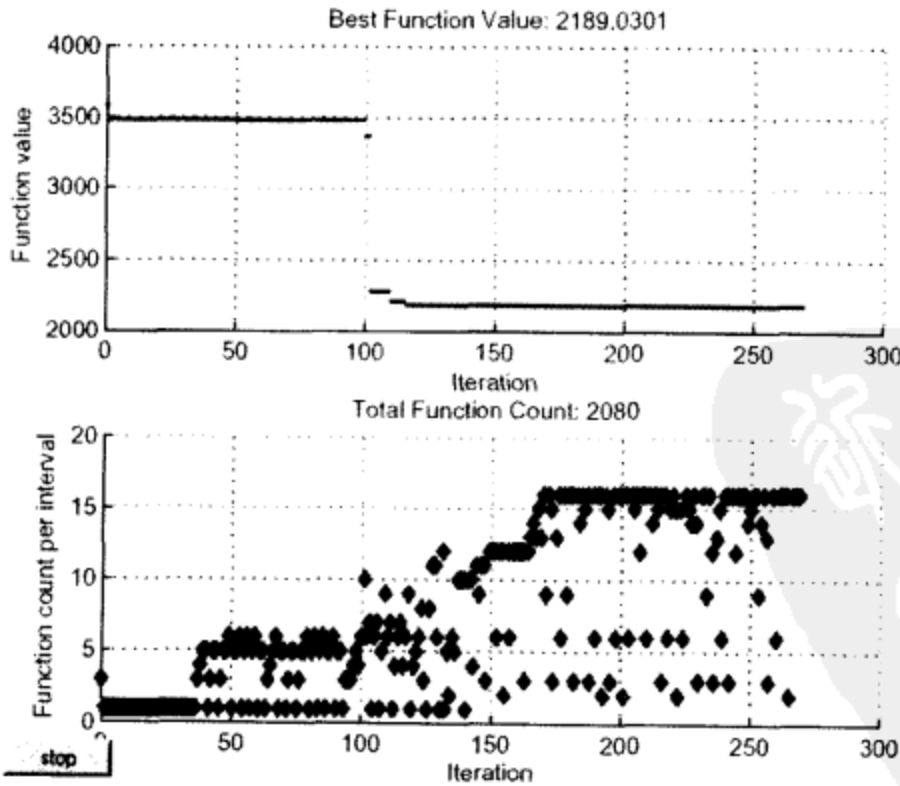 Best Function Value: 2189.0301
4000
3500
3000
2500
2000
Function value
0 50 100 150 200 250 300
Iteration
Total Function Count: 2080
20
15
10
5
0
Function count per interval
50 100 150 200 250 300
Iteration
stop